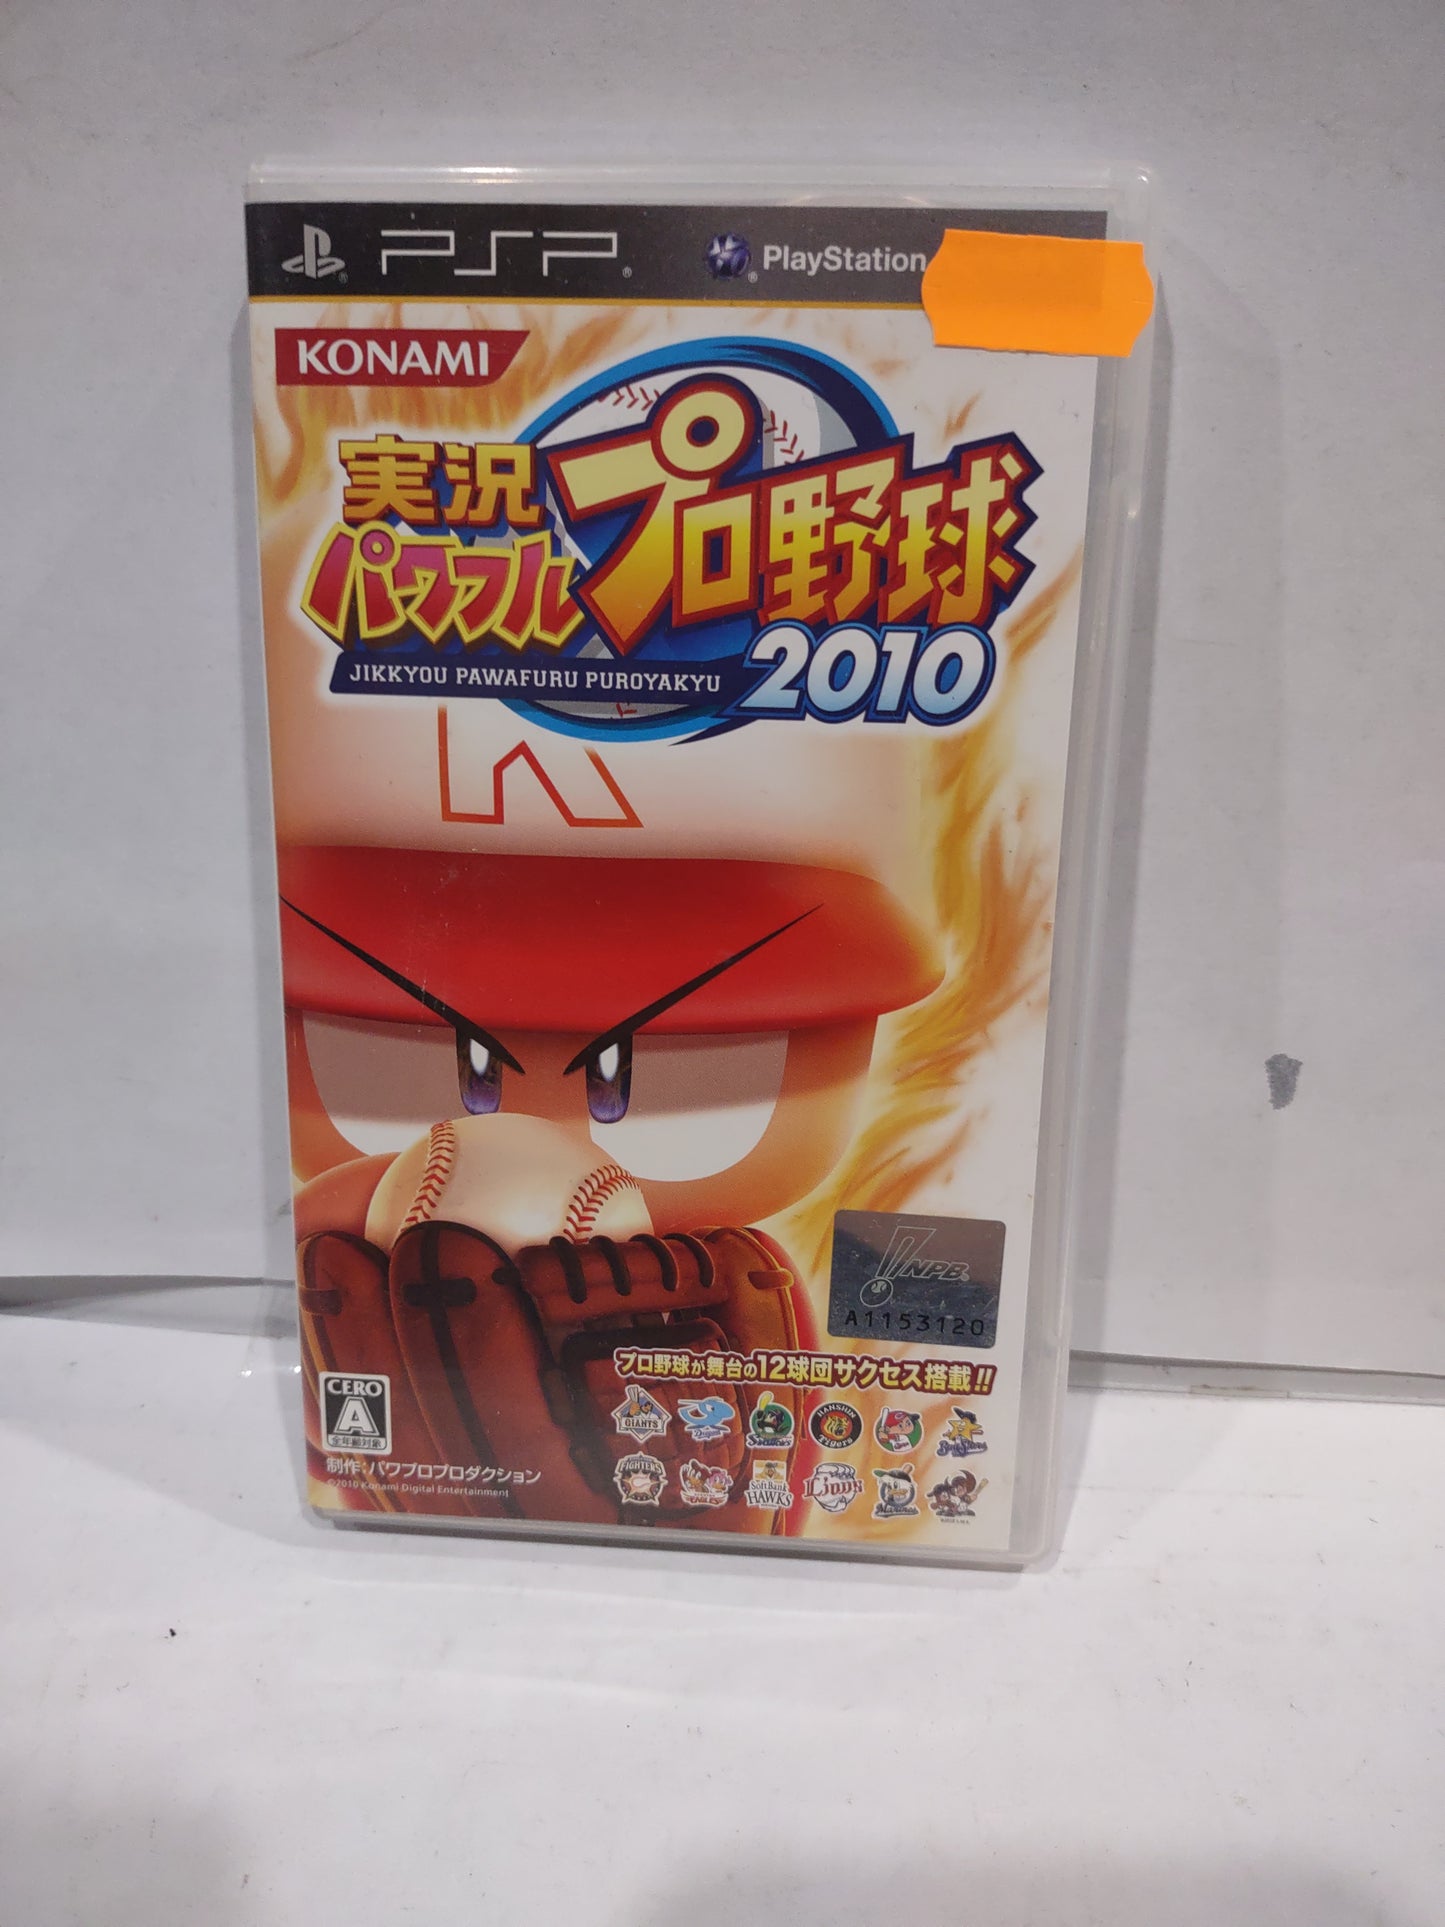 PSP®
PlayStation
KONAMI
実況
パワフル
プロ野球
JIKKYOU PAWAFURU PUROYAKYU
2010
NPB
A1153120
プロ野球が舞台の12球団サクセス搭載!!
GIANTS
Dragons
Swallows
HANSHIN
Tigers
Carp
BayStars
FIGHTERS
EAGLES
SoftBank
HAWKS
Lions
Marines
CERO
A
全年齢対象
制作:パワプロプロダクション
©2010 Konami Digital Entertainment